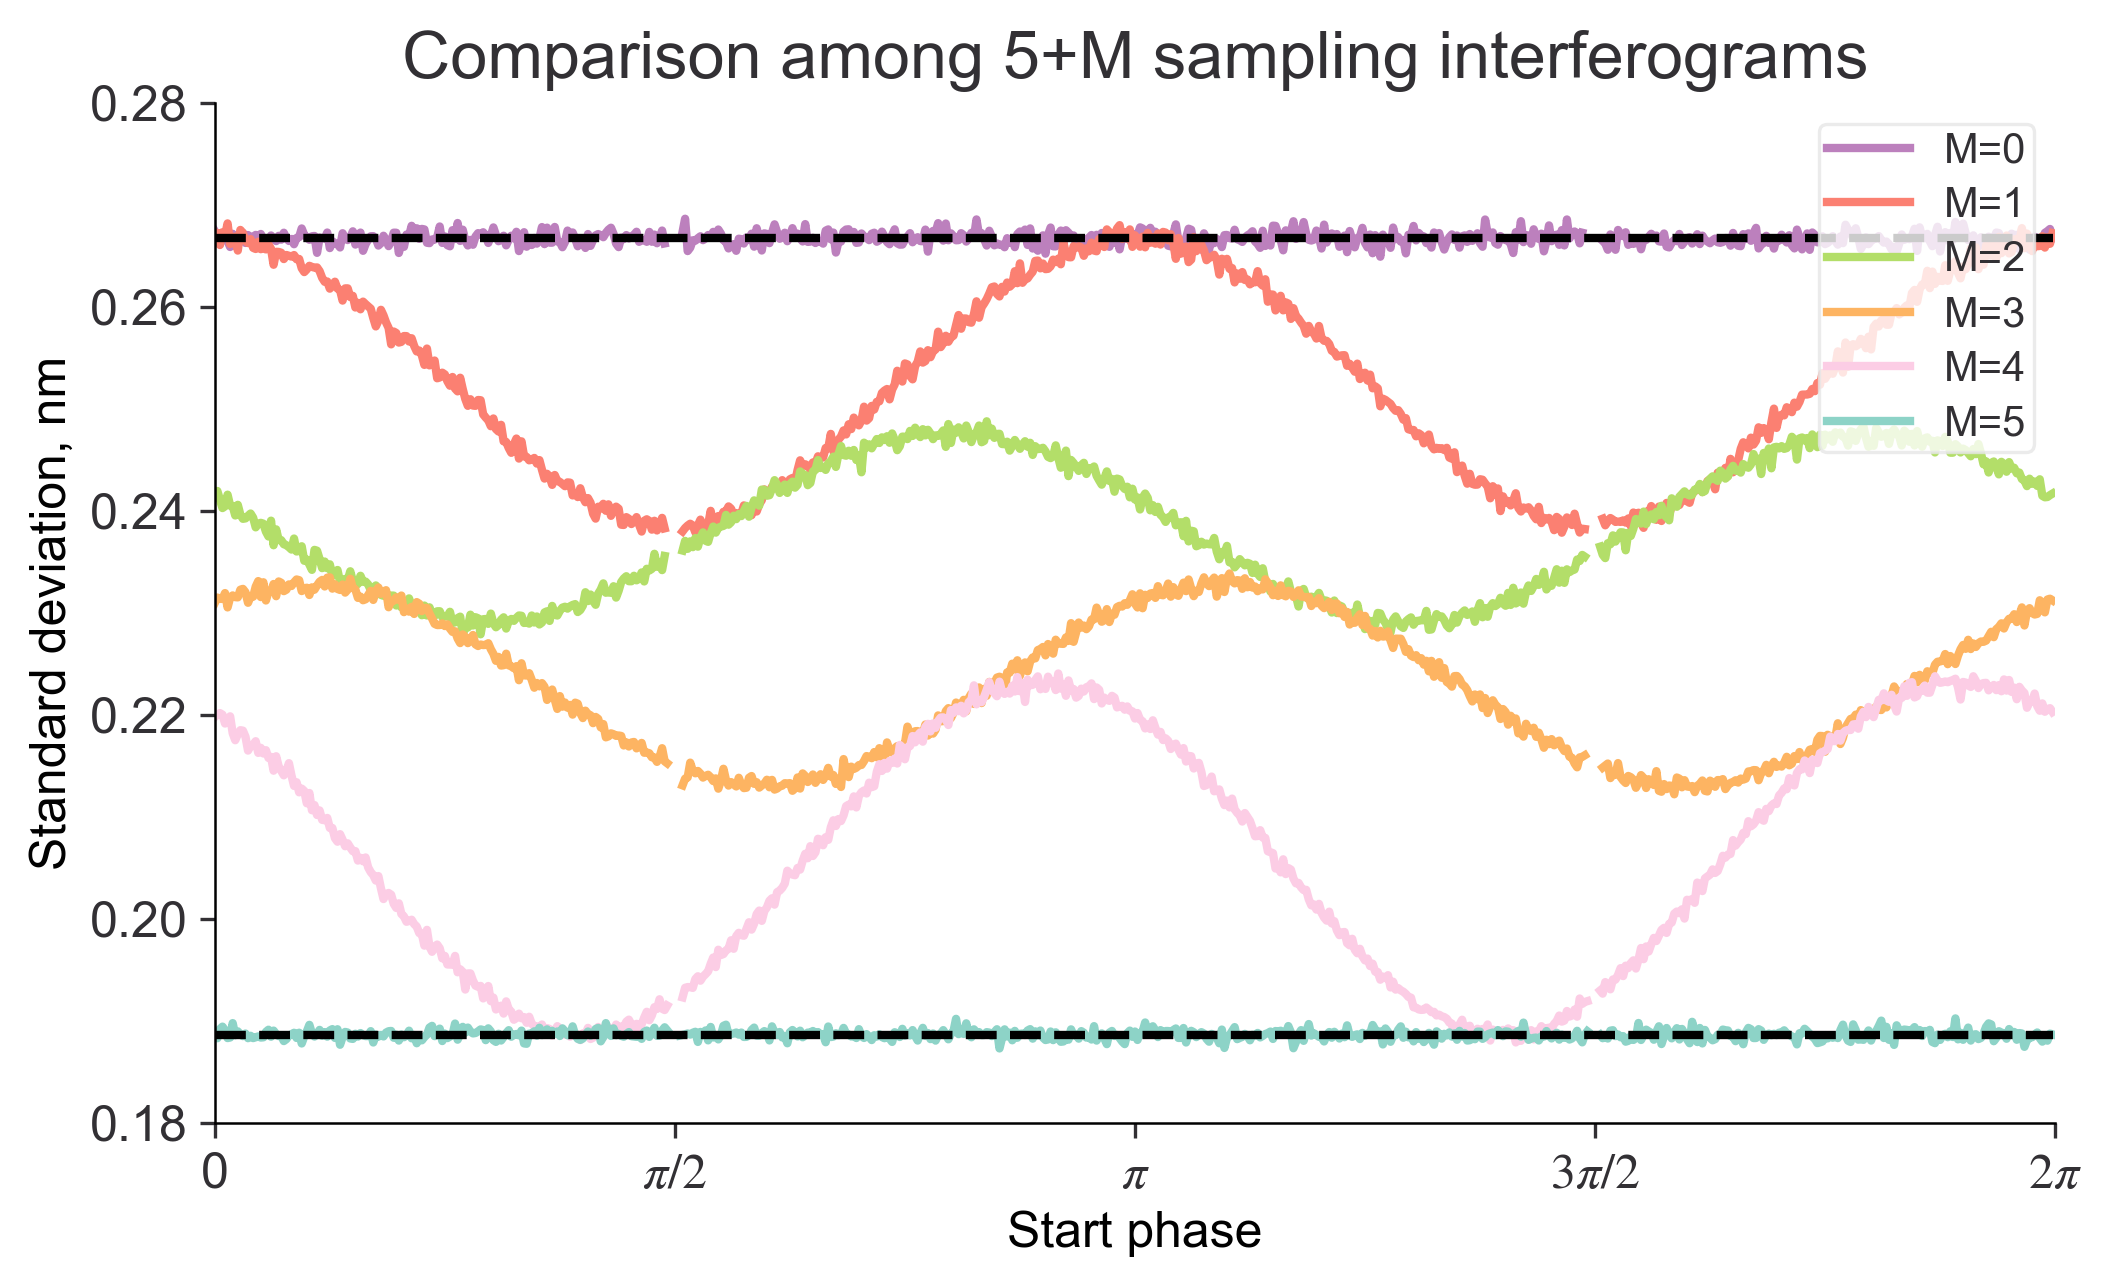 Comparison among 5+M sampling interferograms
0.28
0.26
0.24
0.22
0.20
0.18
Standard deviation, nm
M=0
M=1
M=2
M=3
M=4
M=5
0 π/2 π 3π/2 2π
Start phase